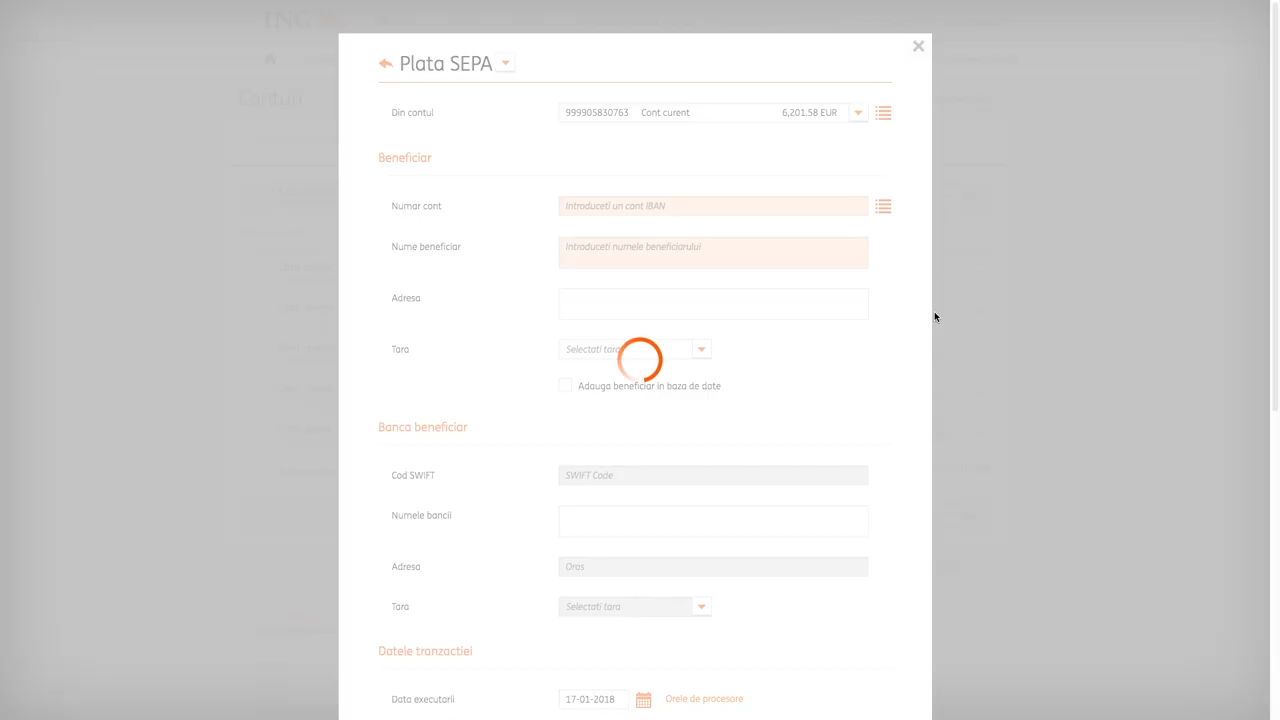 ING
Conturi
Plata SEPA
Din contul 999905830763 Cont curent 6,201.58 EUR
Beneficiar
Numar cont Introduceti un cont IBAN
Nume beneficiar Introduceti numele beneficiarului
Adresa
Tara Selectati tara
Adauga beneficiar in baza de date
Banca beneficiar
Cod SWIFT SWIFT Code
Numele bancii
Adresa Oras
Tara Selectati tara
Datele tranzactiei
Data executarii 17-01-2018 Orele de procesare